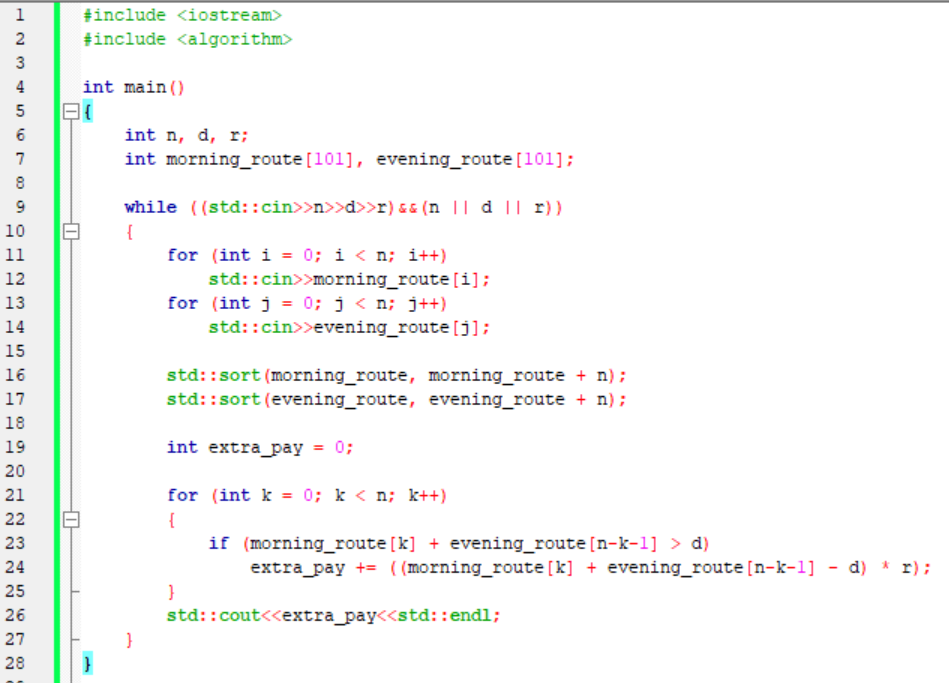 1 #include <iostream>
2 #include <algorithm>
3
4 int main()
5 {
6     int n, d, r;
7     int morning_route[101], evening_route[101];
8
9     while ((std::cin>>n>>d>>r)&&(n || d || r))
10     {
11         for (int i = 0; i < n; i++)
12             std::cin>>morning_route[i];
13         for (int j = 0; j < n; j++)
14             std::cin>>evening_route[j];
15
16         std::sort(morning_route, morning_route + n);
17         std::sort(evening_route, evening_route + n);
18
19         int extra_pay = 0;
20
21         for (int k = 0; k < n; k++)
22         {
23             if (morning_route[k] + evening_route[n-k-1] > d)
24                 extra_pay += ((morning_route[k] + evening_route[n-k-1] - d) * r);
25         }
26         std::cout<<extra_pay<<std::endl;
27     }
28 }